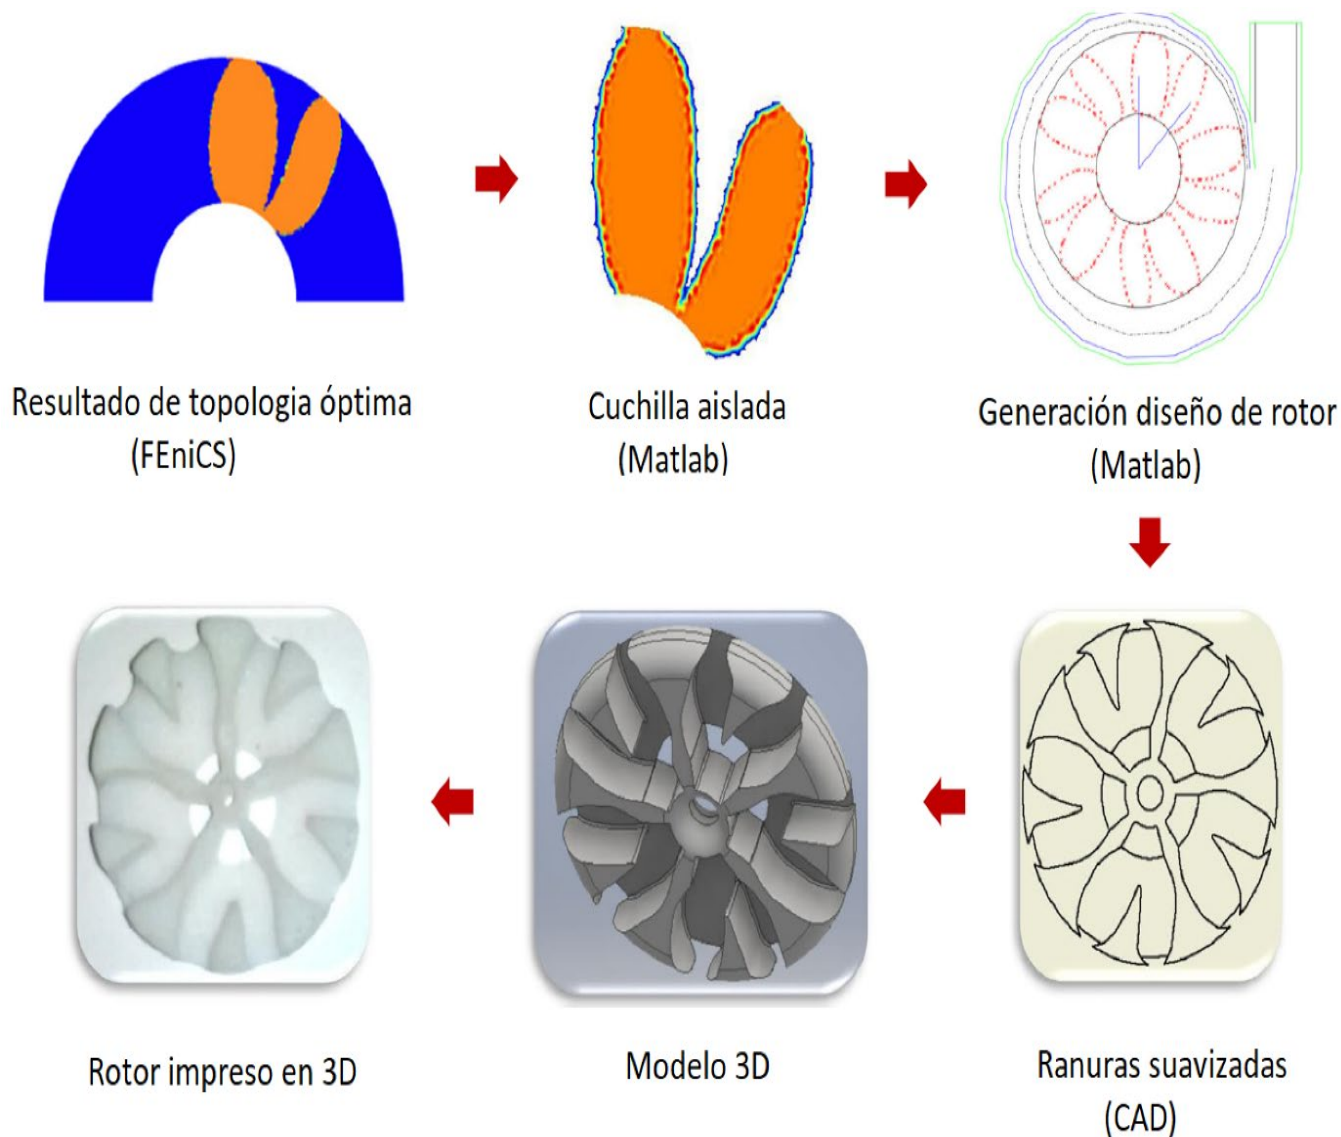 Resultado de topologia óptima
(FEniCS)
Cuchilla aislada
(Matlab)
Generación diseño de rotor
(Matlab)
Rotor impreso en 3D
Modelo 3D
Ranuras suavizadas
(CAD)